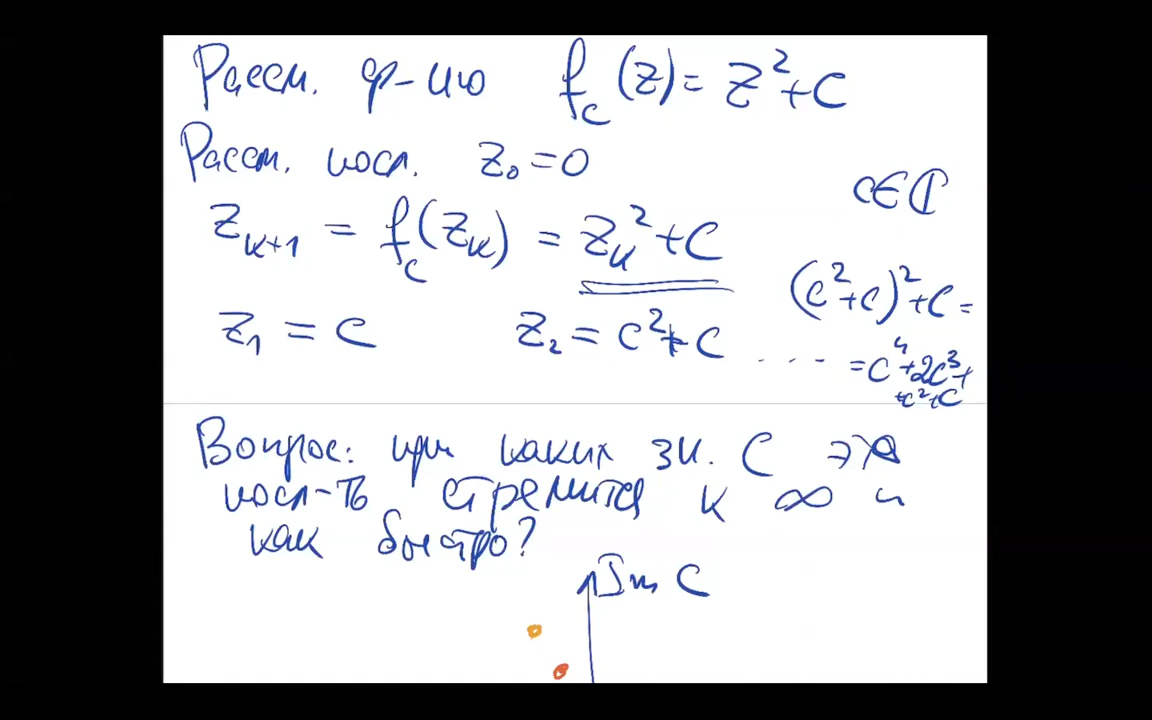 Рассм. ф-ию f_c(z) = z² + c
Рассм. посл. z₀ = 0
c ∈ ℂ
z_{k+1} = f_c(z_k) = z_k² + c
(c² + c)² + c =
z₁ = c z₂ = c² + c . . . .
= c⁴ + 2c³ +
+ c² + c
Вопрос: при каких зн. c эта
посл-ть стремится к ∞ и
как быстро?
Im C